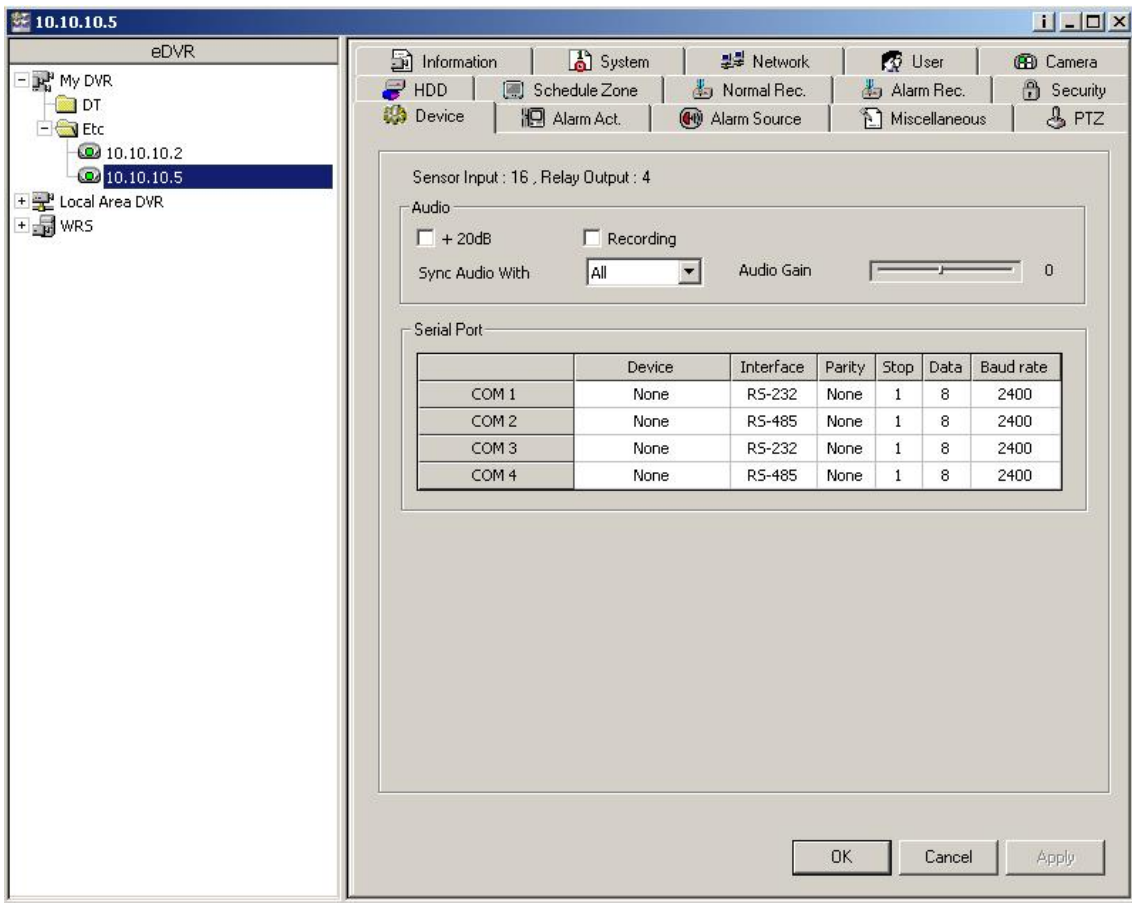 10.10.10.5
i
eDVR
My DVR
DT
Etc
10.10.10.2
10.10.10.5
Local Area DVR
WRS
Information System Network User Camera
HDD Schedule Zone Normal Rec. Alarm Rec. Security
Device Alarm Act. Alarm Source Miscellaneous PTZ
Sensor Input : 16 , Relay Output : 4
Audio
+ 20dB Recording
Sync Audio With All Audio Gain 0
Serial Port
Device Interface Parity Stop Data Baud rate
COM 1 None RS-232 None 1 8 2400
COM 2 None RS-485 None 1 8 2400
COM 3 None RS-232 None 1 8 2400
COM 4 None RS-485 None 1 8 2400
OK Cancel Apply